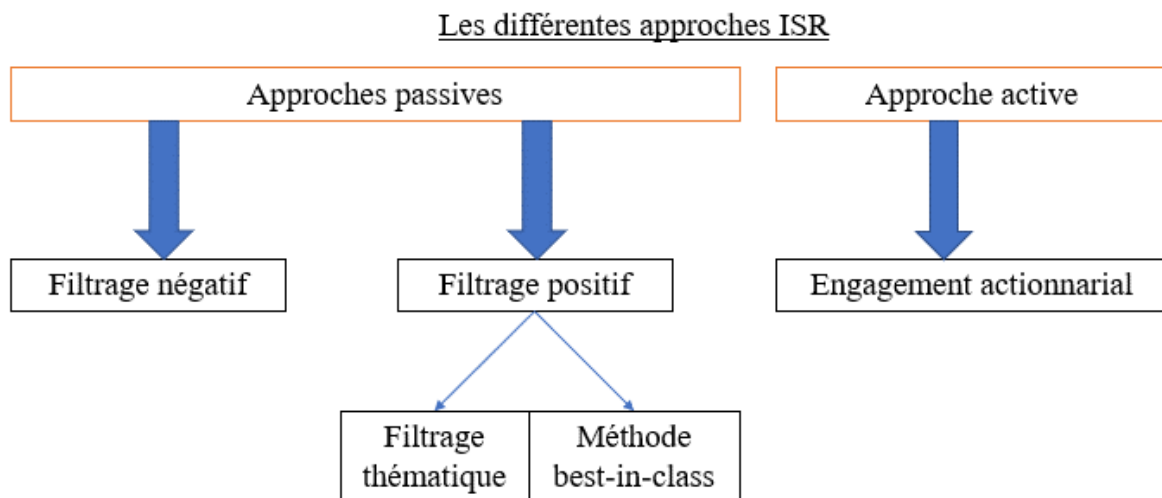 Les différentes approches ISR
Approches passives
Approche active
Filtrage négatif
Filtrage positif
Engagement actionnarial
Filtrage
thématique
Méthode
best-in-class